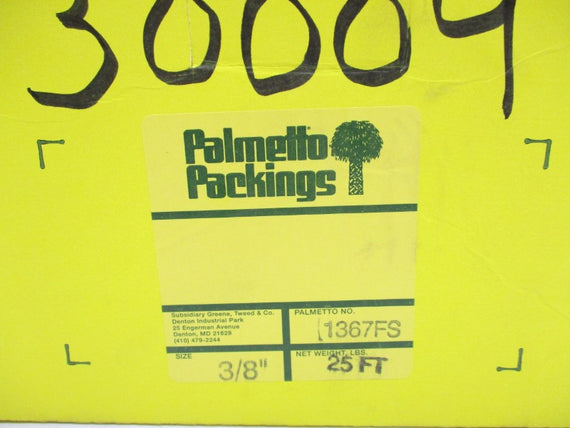 30004
Palmetto
Packings
Subsidiary Greene, Tweed & Co.
Denton Industrial Park
25 Engerman Avenue
Denton, MD 21629
(410) 479-2244
PALMETTO NO.
1367FS
SIZE
3/8"
NET WEIGHT, LBS.
25 FT